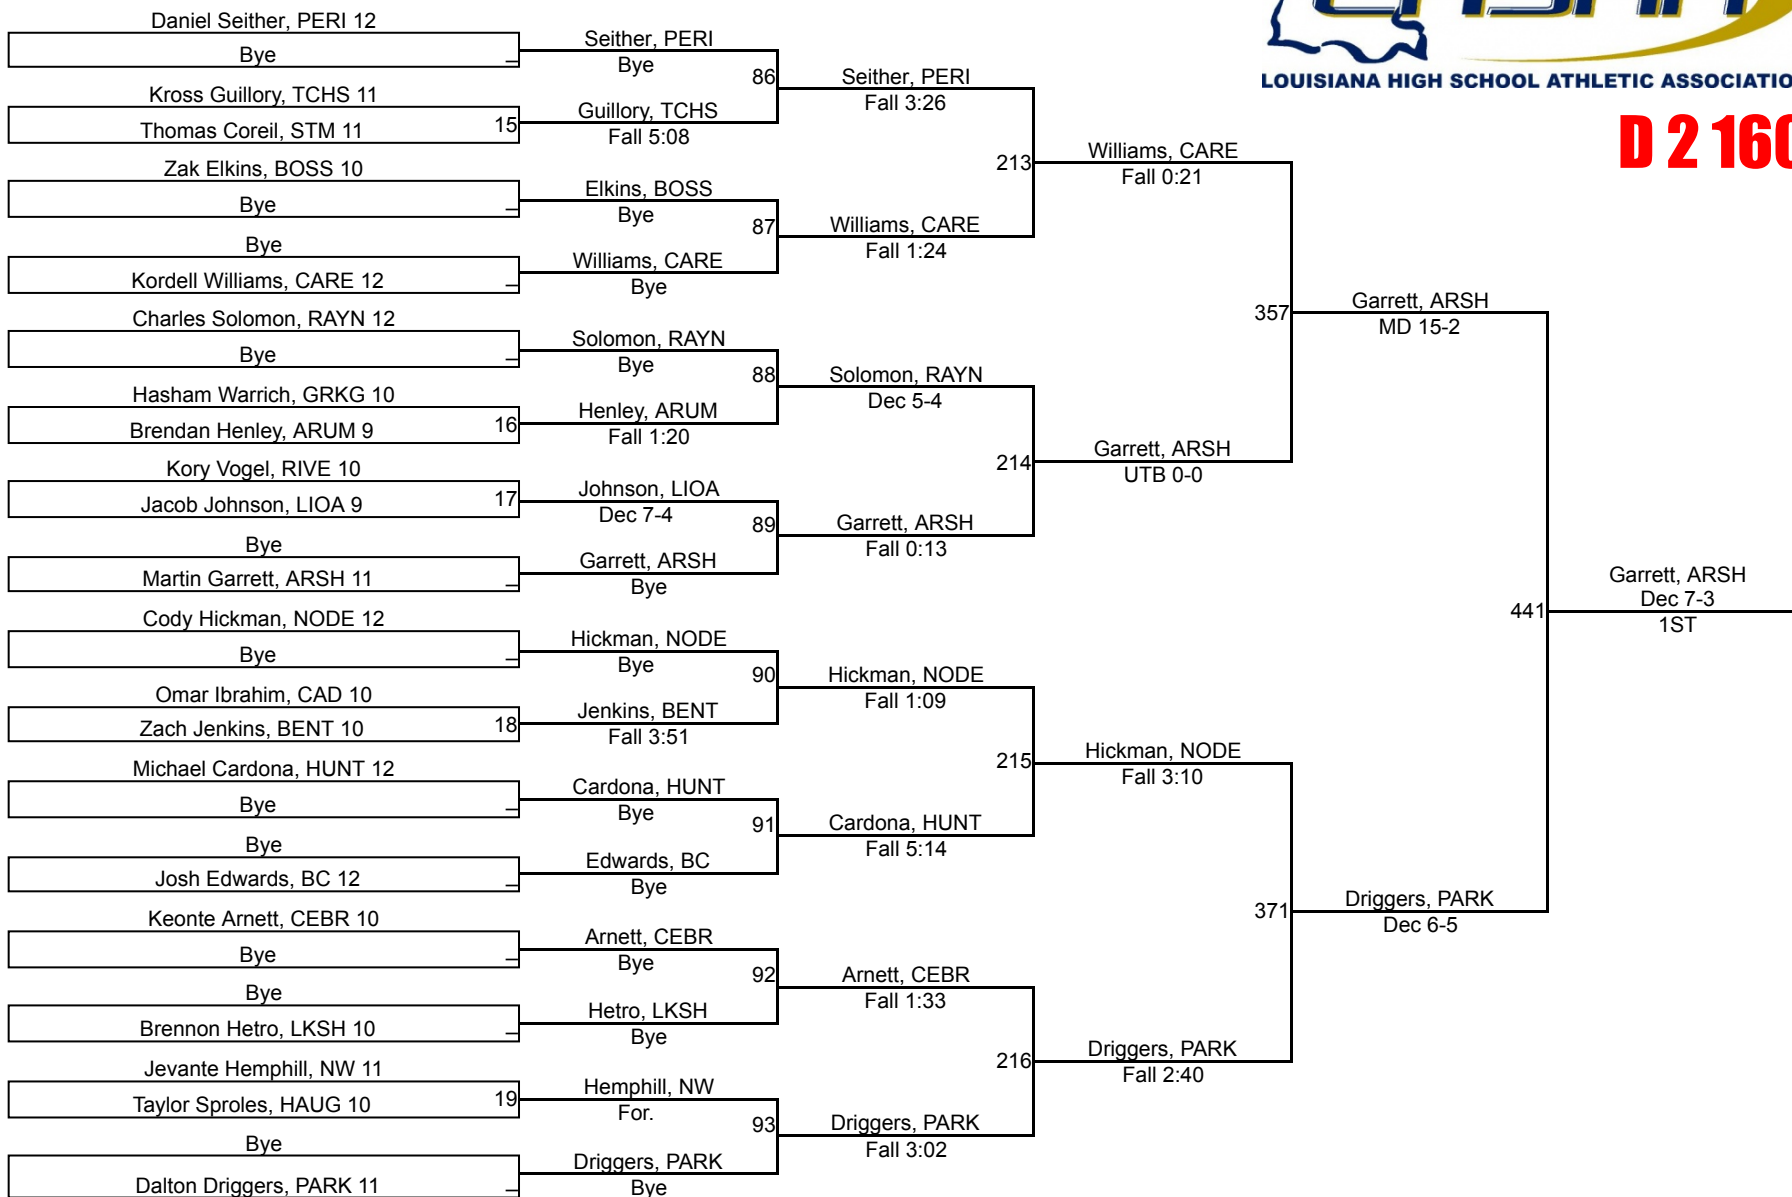 LOUISIANA HIGH SCHOOL ATHLETIC ASSOCIATIO
D 2 160
Daniel Seither, PERI 12
Bye
Kross Guillory, TCHS 11
Thomas Coreil, STM 11
15
Zak Elkins, BOSS 10
Bye
Bye
Kordell Williams, CARE 12
Charles Solomon, RAYN 12
Bye
Hasham Warrich, GRKG 10
Brendan Henley, ARUM 9
16
Kory Vogel, RIVE 10
Jacob Johnson, LIOA 9
17
Bye
Martin Garrett, ARSH 11
Cody Hickman, NODE 12
Bye
Omar Ibrahim, CAD 10
Zach Jenkins, BENT 10
18
Michael Cardona, HUNT 12
Bye
Bye
Josh Edwards, BC 12
Keonte Arnett, CEBR 10
Bye
Bye
Brennon Hetro, LKSH 10
Jevante Hemphill, NW 11
Taylor Sproles, HAUG 10
19
Bye
Dalton Driggers, PARK 11
Seither, PERI
Bye
86
Guillory, TCHS
Fall 5:08
Elkins, BOSS
Bye
87
Williams, CARE
Bye
Solomon, RAYN
Bye
88
Henley, ARUM
Fall 1:20
Johnson, LIOA
Dec 7-4
89
Garrett, ARSH
Bye
Hickman, NODE
Bye
90
Jenkins, BENT
Fall 3:51
Cardona, HUNT
Bye
91
Edwards, BC
Bye
Arnett, CEBR
Bye
92
Hetro, LKSH
Bye
Hemphill, NW
For.
93
Driggers, PARK
Bye
Seither, PERI
Fall 3:26
213
Williams, CARE
Fall 1:24
Solomon, RAYN
Dec 5-4
214
Garrett, ARSH
Fall 0:13
Hickman, NODE
Fall 1:09
215
Cardona, HUNT
Fall 5:14
Arnett, CEBR
Fall 1:33
216
Driggers, PARK
Fall 3:02
Williams, CARE
Fall 0:21
357
Garrett, ARSH
UTB 0-0
Hickman, NODE
Fall 3:10
371
Driggers, PARK
Fall 2:40
Garrett, ARSH
MD 15-2
441
Driggers, PARK
Dec 6-5
Garrett, ARSH
Dec 7-3
1ST